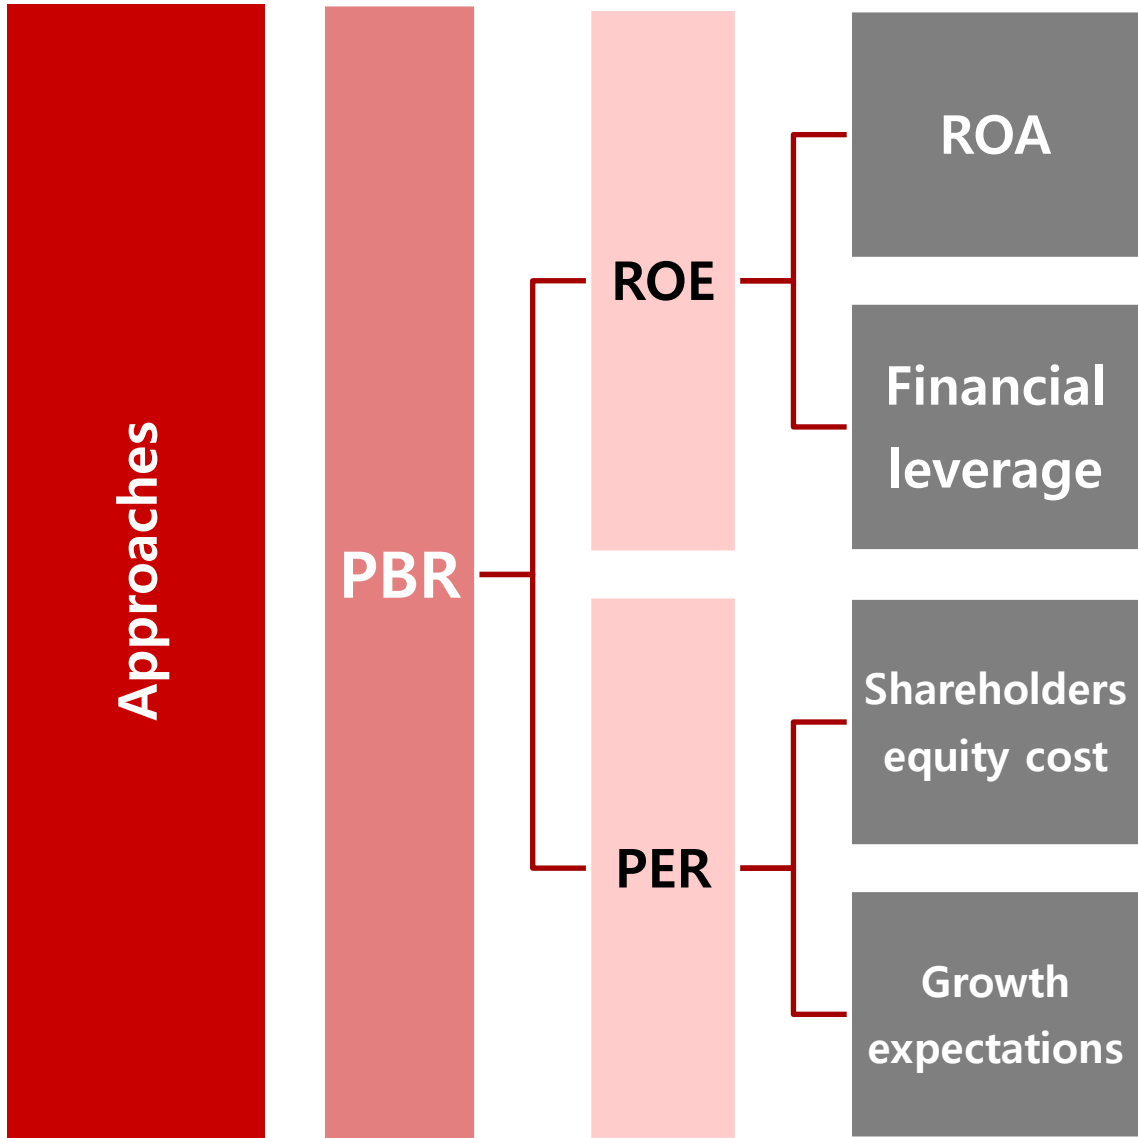 Approaches
PBR
ROE
ROA
Financial
leverage
PER
Shareholders
equity cost
Growth
expectations